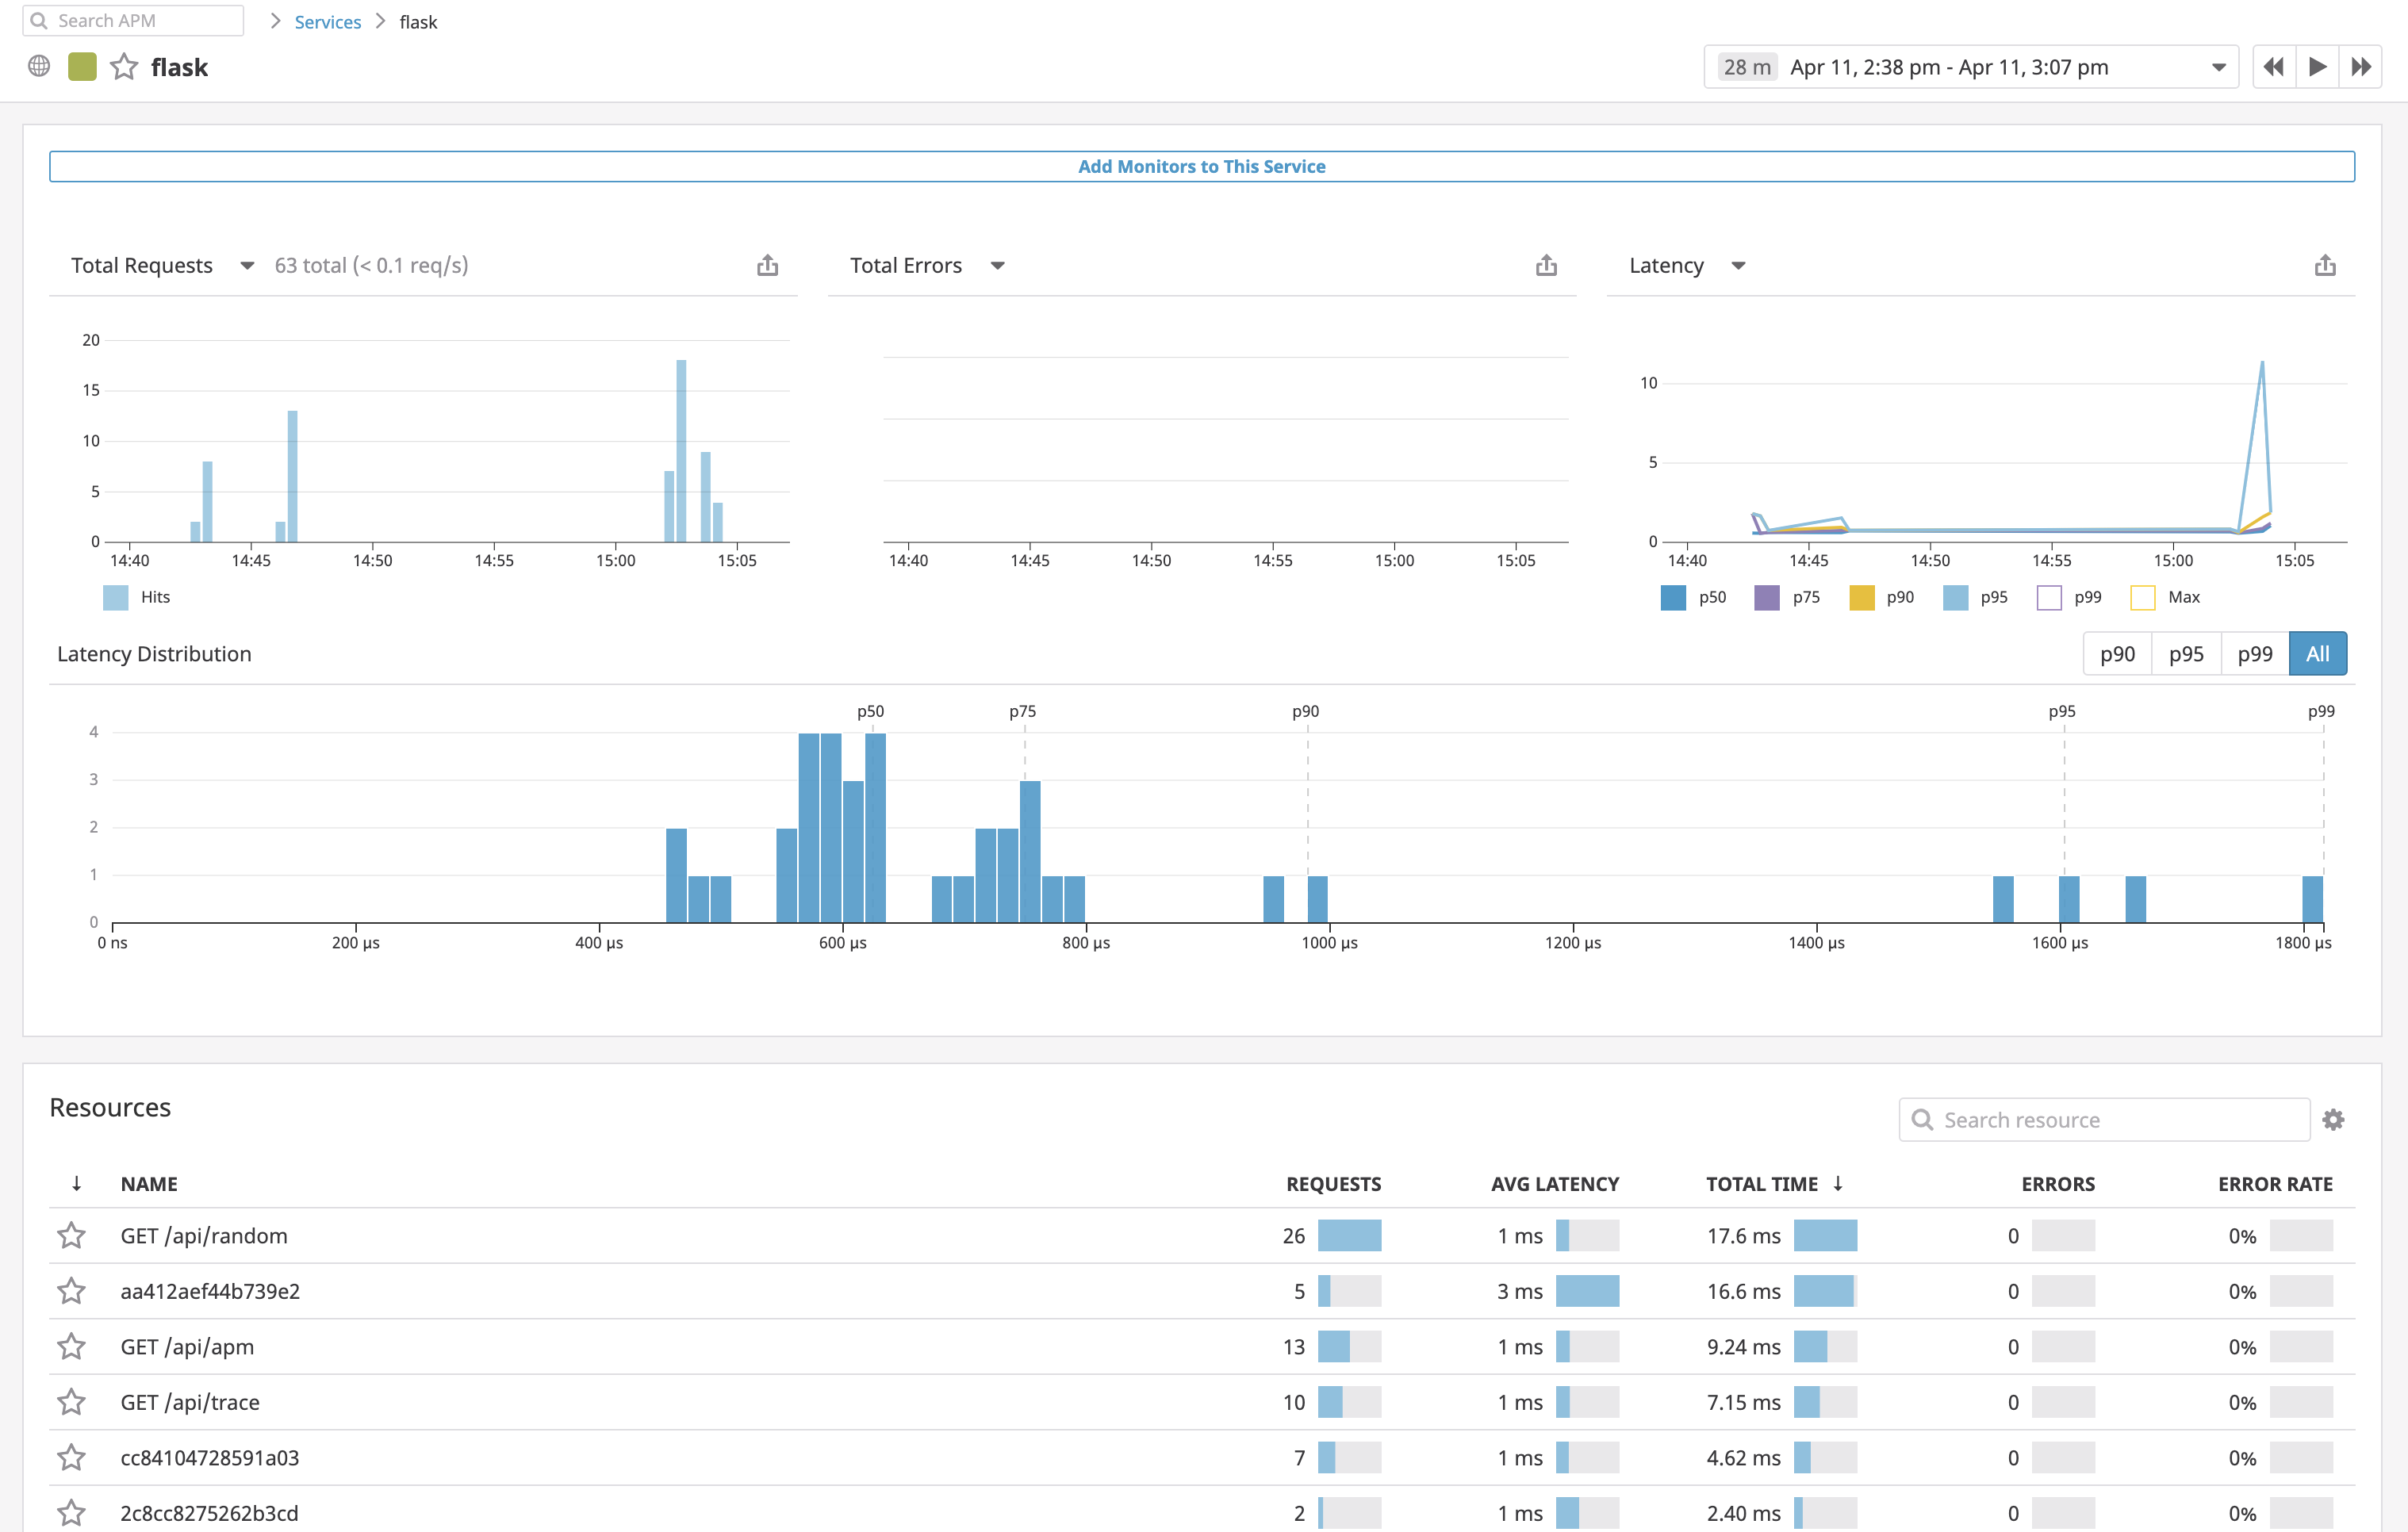 Search APM > Services > flask
flask
28 m Apr 11, 2:38 pm - Apr 11, 3:07 pm
Add Monitors to This Service
Total Requests 63 total (< 0.1 req/s)
20
15
10
5
0
14:40 14:45 14:50 14:55 15:00 15:05
Hits
Total Errors
14:40 14:45 14:50 14:55 15:00 15:05
Latency
10
5
0
14:40 14:45 14:50 14:55 15:00 15:05
p50 p75 p90 p95 p99 Max
Latency Distribution
p90 p95 p99 All
p50 p75 p90 p95 p99
4
3
2
1
0
0 ns 200 µs 400 µs 600 µs 800 µs 1000 µs 1200 µs 1400 µs 1600 µs 1800 µs
Resources
Search resource
↓ NAME REQUESTS AVG LATENCY TOTAL TIME ↓ ERRORS ERROR RATE
GET /api/random 26 1 ms 17.6 ms 0 0%
aa412aef44b739e2 5 3 ms 16.6 ms 0 0%
GET /api/apm 13 1 ms 9.24 ms 0 0%
GET /api/trace 10 1 ms 7.15 ms 0 0%
cc84104728591a03 7 1 ms 4.62 ms 0 0%
2c8cc8275262b3cd 2 1 ms 2.40 ms 0 0%